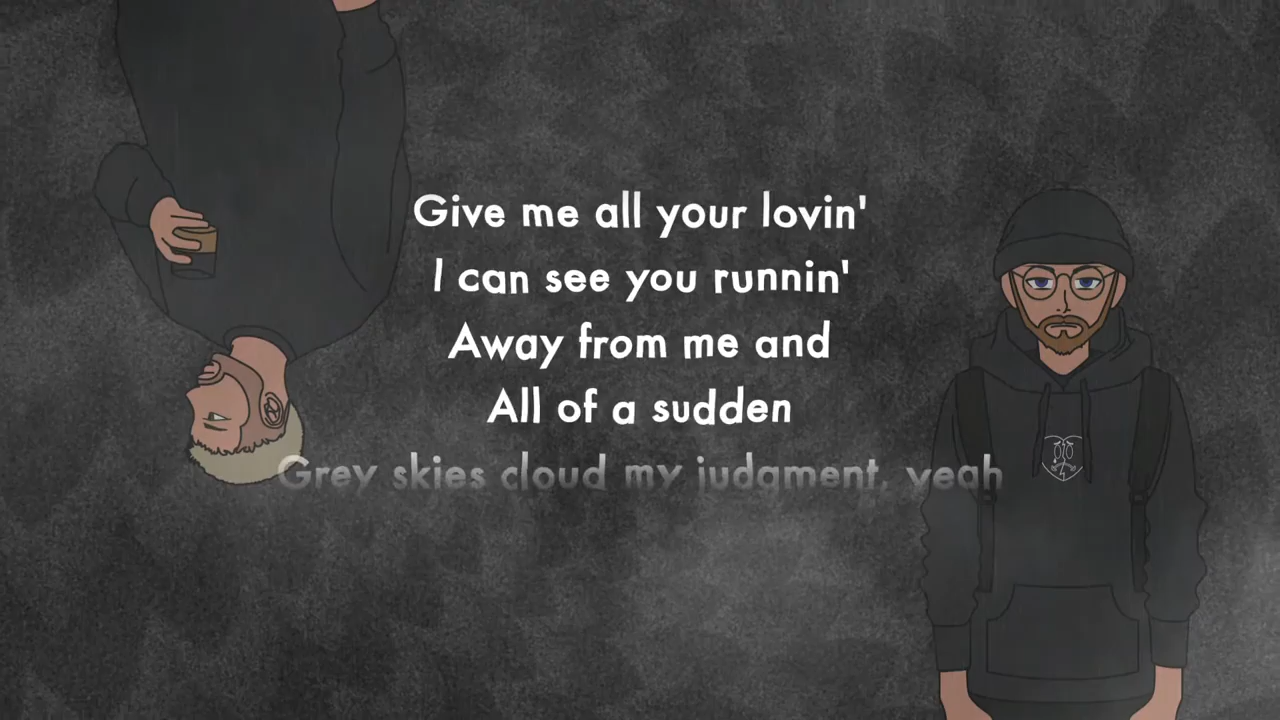 Give me all your lovin'
I can see you runnin'
Away from me and
All of a sudden
Grey skies cloud my judgment, yeah